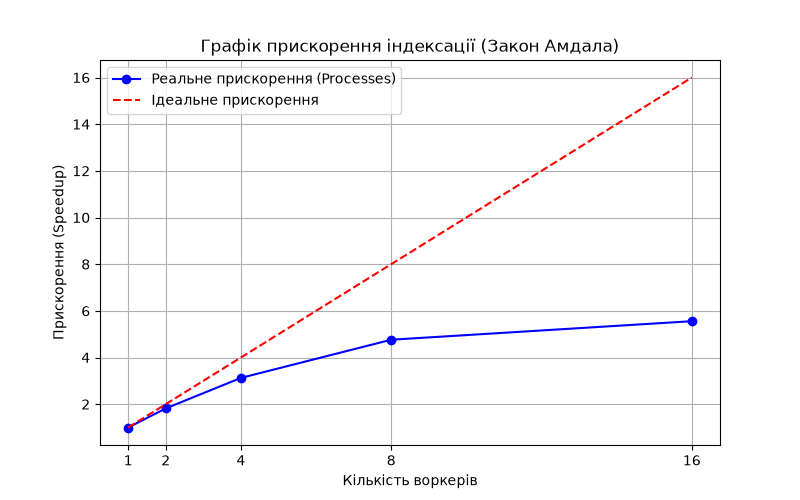 Графік прискорення індексації (Закон Амдала)
Реальне прискорення (Processes)
Ідеальне прискорення
Прискорення (Speedup)
16
14
12
10
8
6
4
2
1 2 4 8 16
Кількість воркерів